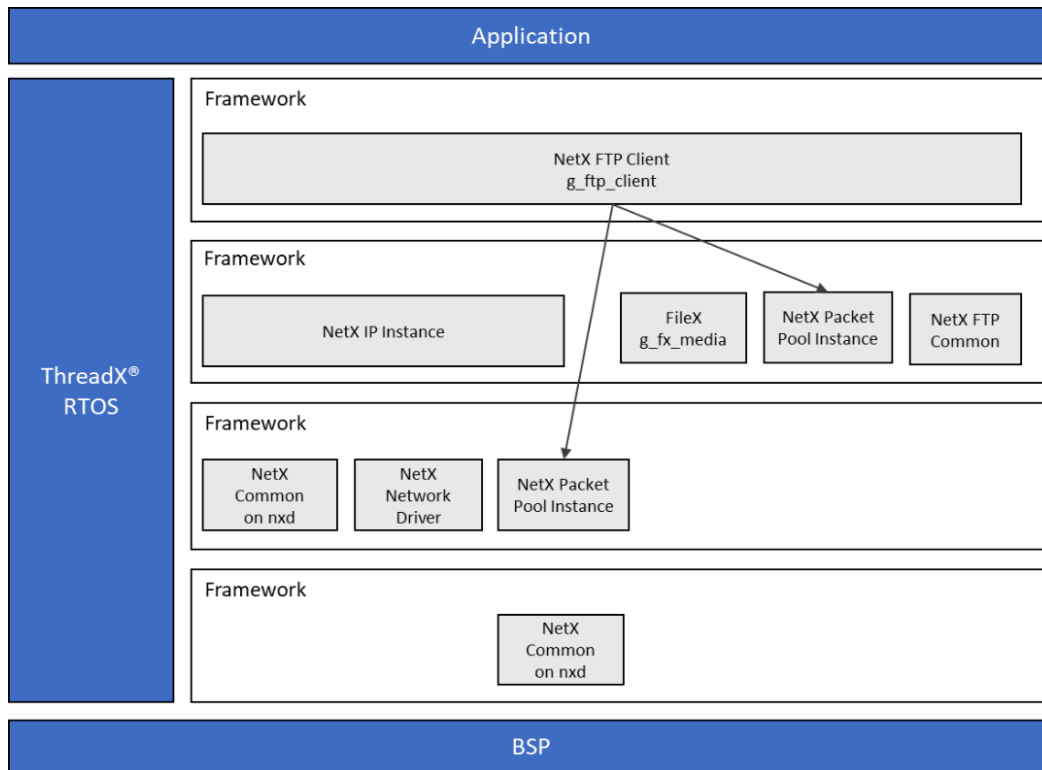 Application
ThreadX®
RTOS
Framework
NetX FTP Client
g_ftp_client
Framework
NetX IP Instance
FileX
g_fx_media
NetX Packet
Pool Instance
NetX FTP
Common
Framework
NetX
Common
on nxd
NetX
Network
Driver
NetX Packet
Pool Instance
Framework
NetX
Common
on nxd
BSP